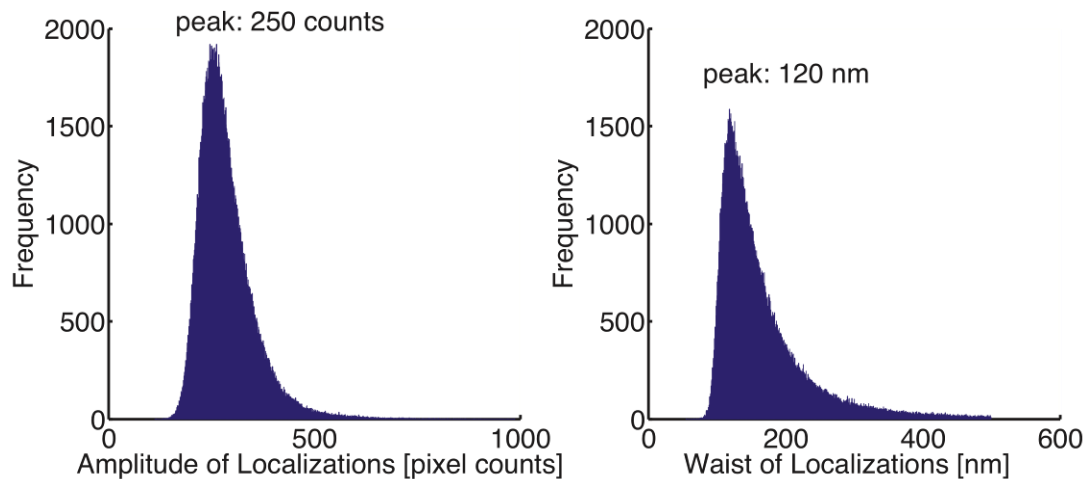 peak: 250 counts
2000
1500
1000
500
0
Frequency
0
500
1000
Amplitude of Localizations [pixel counts]
peak: 120 nm
2000
1500
1000
500
0
Frequency
0
200
400
600
Waist of Localizations [nm]